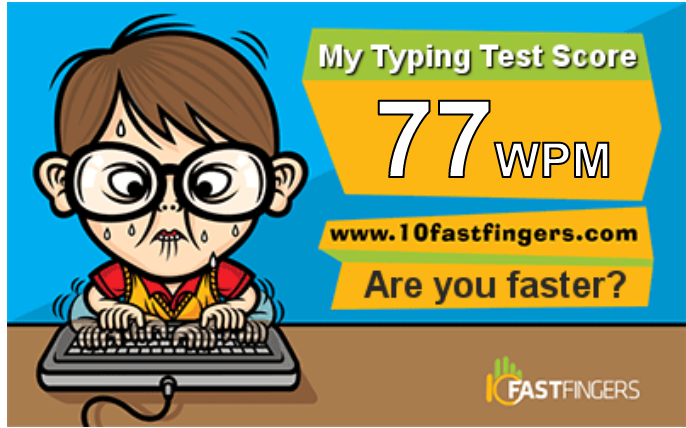 My Typing Test Score
77 WPM
www.10fastfingers.com
Are you faster?
10FASTFINGERS